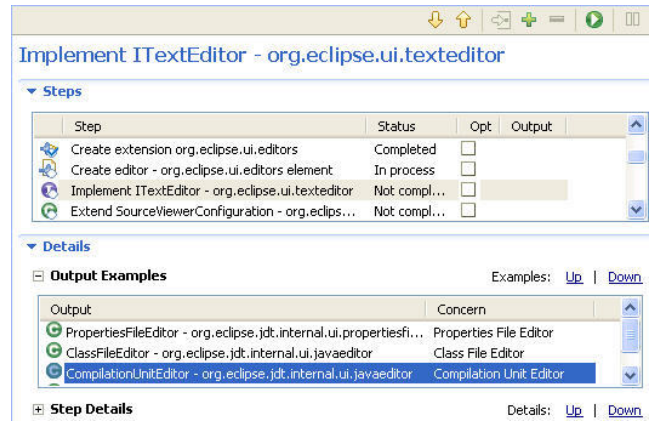 Implement ITextEditor - org.eclipse.ui.texteditor
Steps
Step Status Opt Output
Create extension org.eclipse.ui.editors Completed
Create editor - org.eclipse.ui.editors element In process
Implement ITextEditor - org.eclipse.ui.texteditor Not compl...
Extend SourceViewerConfiguration - org.eclips... Not compl...
Details
Output Examples Examples: Up | Down
Output Concern
PropertiesFileEditor - org.eclipse.jdt.internal.ui.propertiesfi... Properties File Editor
ClassFileEditor - org.eclipse.jdt.internal.ui.javaeditor Class File Editor
CompilationUnitEditor - org.eclipse.jdt.internal.ui.javaeditor Compilation Unit Editor
Step Details Details: Up | Down